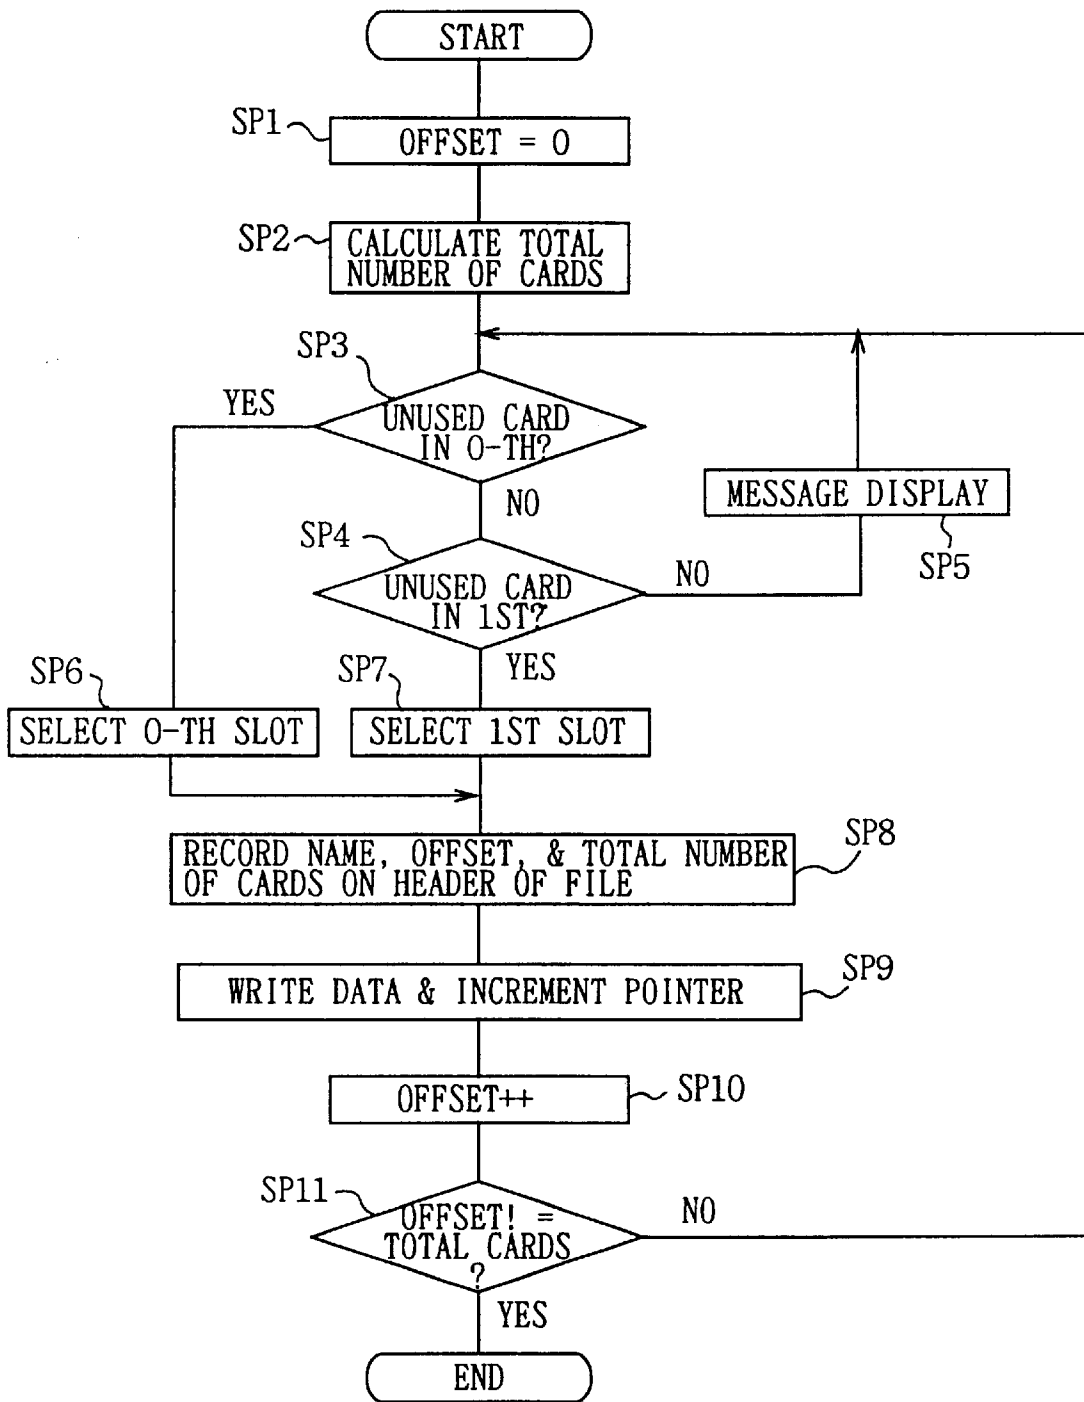 START
SP1
OFFSET = 0
SP2
CALCULATE TOTAL
NUMBER OF CARDS
SP3
YES
UNUSED CARD
IN 0-TH?
NO
MESSAGE DISPLAY
SP5
SP4
UNUSED CARD
IN 1ST?
NO
YES
SP6
SP7
SELECT 0-TH SLOT
SELECT 1ST SLOT
SP8
RECORD NAME, OFFSET, & TOTAL NUMBER
OF CARDS ON HEADER OF FILE
SP9
WRITE DATA & INCREMENT POINTER
SP10
OFFSET++
SP11
OFFSET! =
TOTAL CARDS
?
NO
YES
END